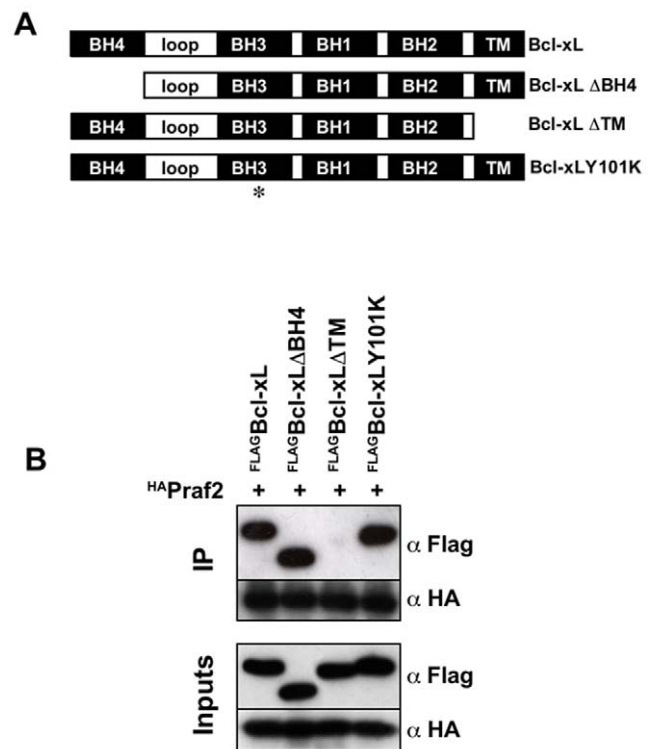 A
BH4 loop BH3 BH1 BH2 TM Bcl-xL
loop BH3 BH1 BH2 TM Bcl-xL ΔBH4
BH4 loop BH3 BH1 BH2 Bcl-xL ΔTM
BH4 loop BH3 BH1 BH2 TM Bcl-xLY101K
*
B
FLAGBcl-xL
FLAGBcl-xLΔBH4
FLAGBcl-xLΔTM
FLAGBcl-xLY101K
HAPraf2 + + + +
IP
α Flag
α HA
Inputs
α Flag
α HA